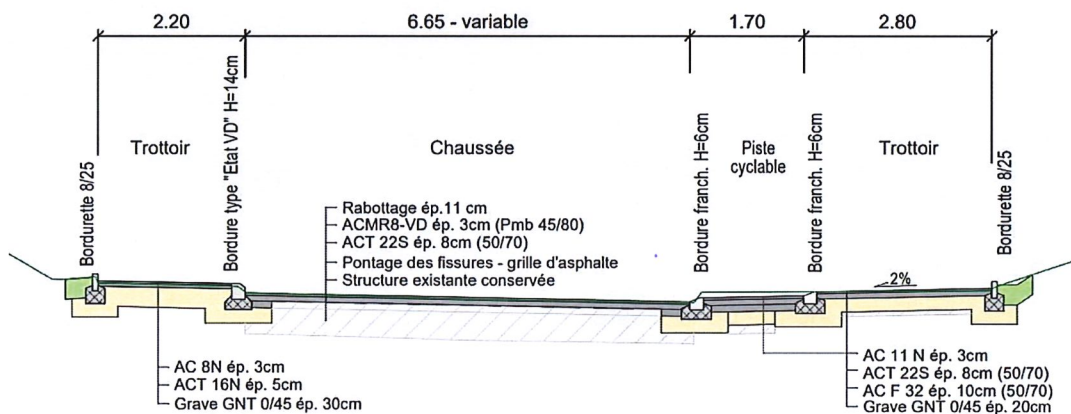 2.20
6.65 - variable
1.70
2.80
Bordurette 8/25
Trottoir
Bordure type "Etat VD" H=14cm
Chaussée
Bordure franch. H=6cm
Piste
cyclable
Bordure franch. H=6cm
Trottoir
Bordurette 8/25
Rabottage ép.11 cm
ACMR8-VD ép. 3cm (Pmb 45/80)
ACT 22S ép. 8cm (50/70)
Pontage des fissures - grille d'asphalte
Structure existante conservée
2%
AC 8N ép. 3cm
ACT 16N ép. 5cm
Grave GNT 0/45 ép. 30cm
AC 11 N ép. 3cm
ACT 22S ép. 8cm (50/70)
AC F 32 ép. 10cm (50/70)
Grave GNT 0/45 ép. 20cm